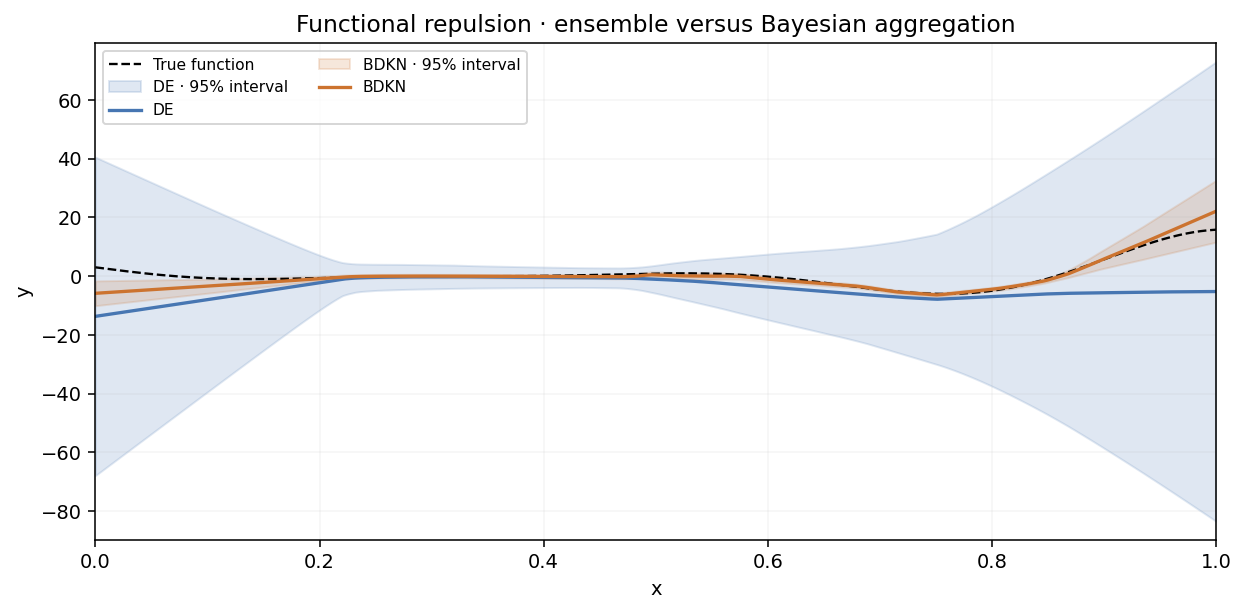 Functional repulsion · ensemble versus Bayesian aggregation
True function
DE · 95% interval
DE
BDKN · 95% interval
BDKN
y
60
40
20
0
−20
−40
−60
−80
0.0 0.2 0.4 0.6 0.8 1.0
x